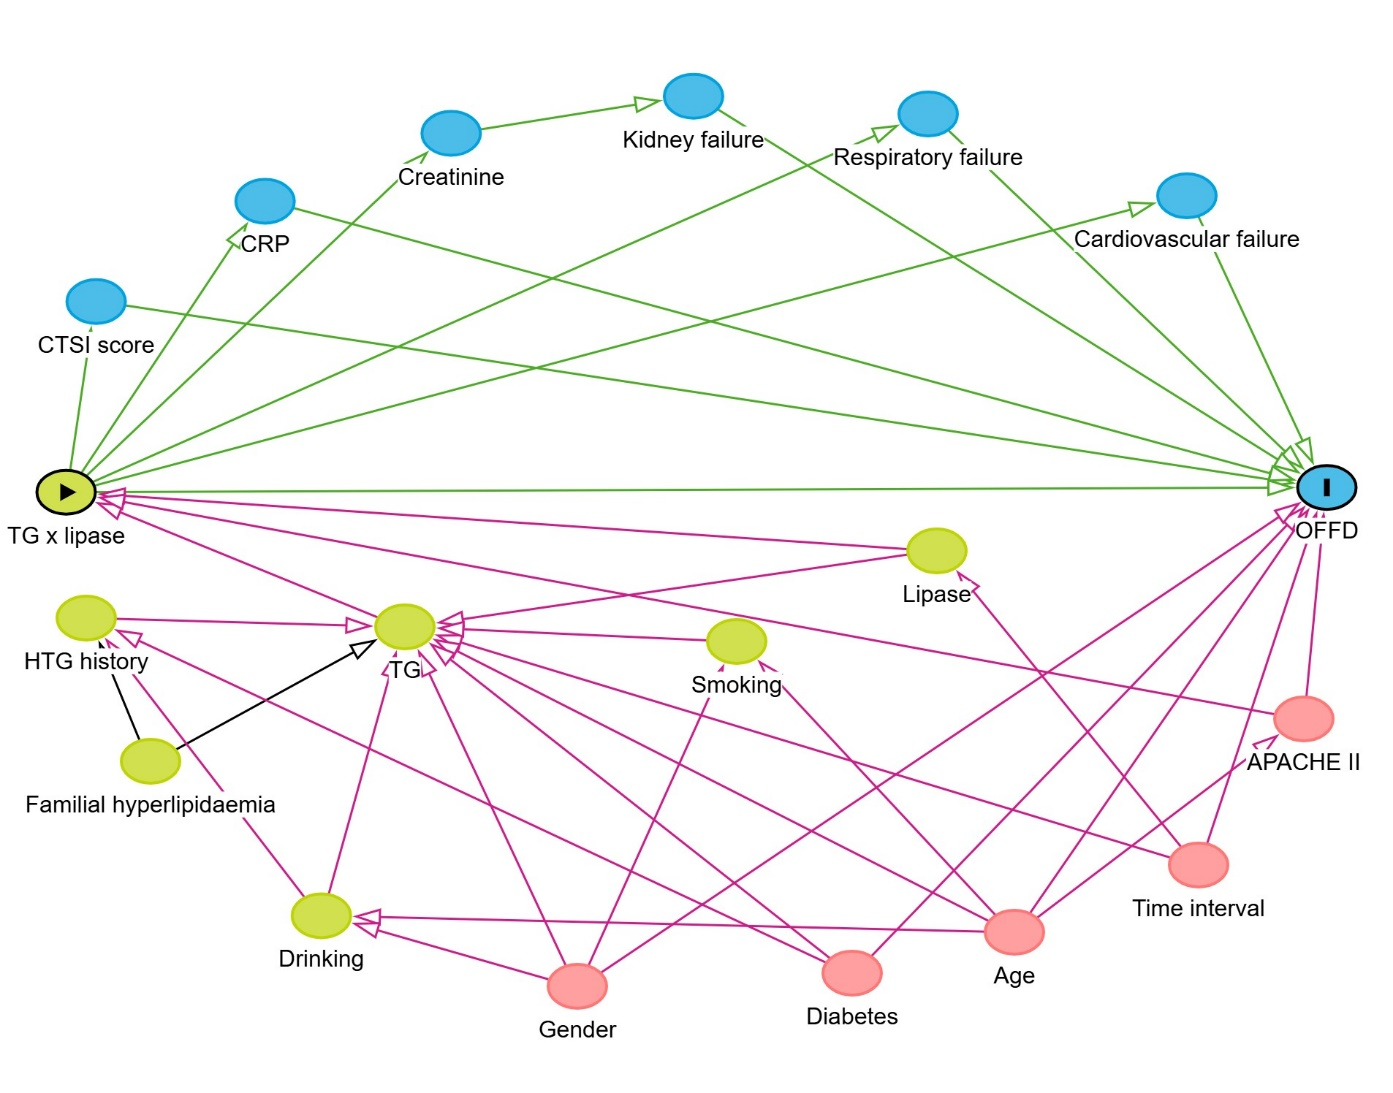 Kidney failure
Respiratory failure
Creatinine
CRP
Cardiovascular failure
CTSI score
TG x lipase
OFFD
Lipase
HTG history
TG
Smoking
APACHE II
Familial hyperlipidaemia
Time interval
Drinking
Age
Diabetes
Gender